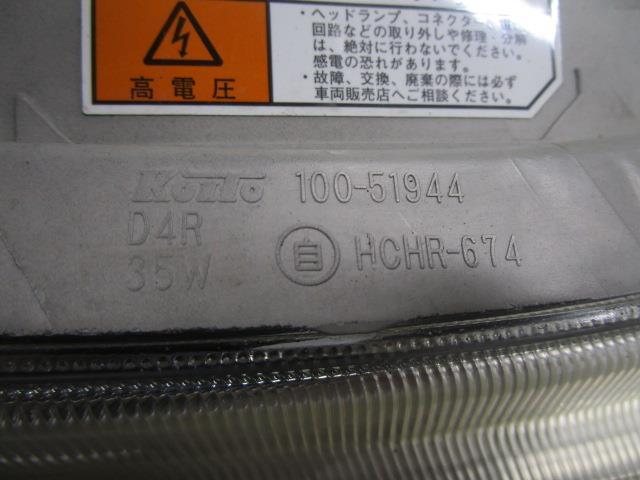 ・ヘッドランプ、コネクター、電
回路などの取り外しや修理、分解
は、絶対に行わないでください。
感電の恐れがあります。
・故障、交換、廃棄の際には必ず
車両販売店へご相談ください。
高電圧
KOITO 100-51944
D4R
35W
自 HCHR-674